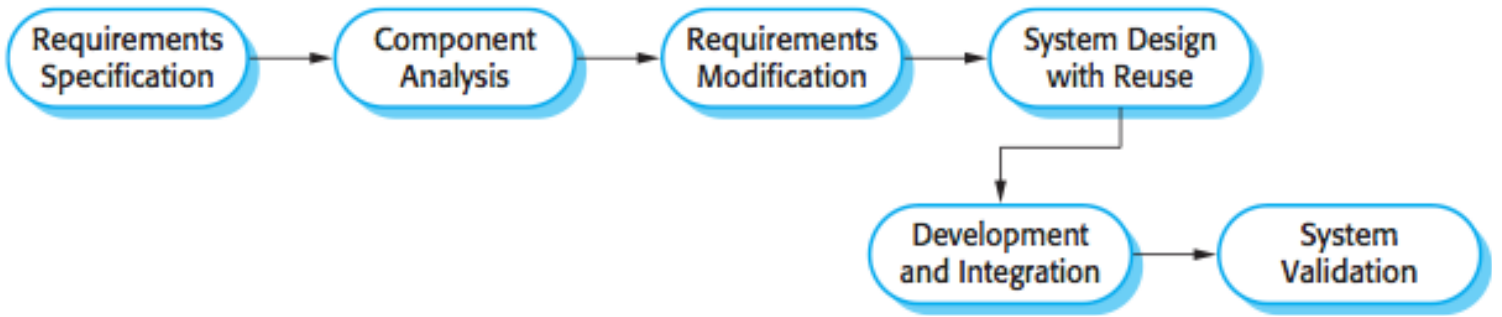 Requirements
Specification
Component
Analysis
Requirements
Modification
System Design
with Reuse
Development
and Integration
System
Validation